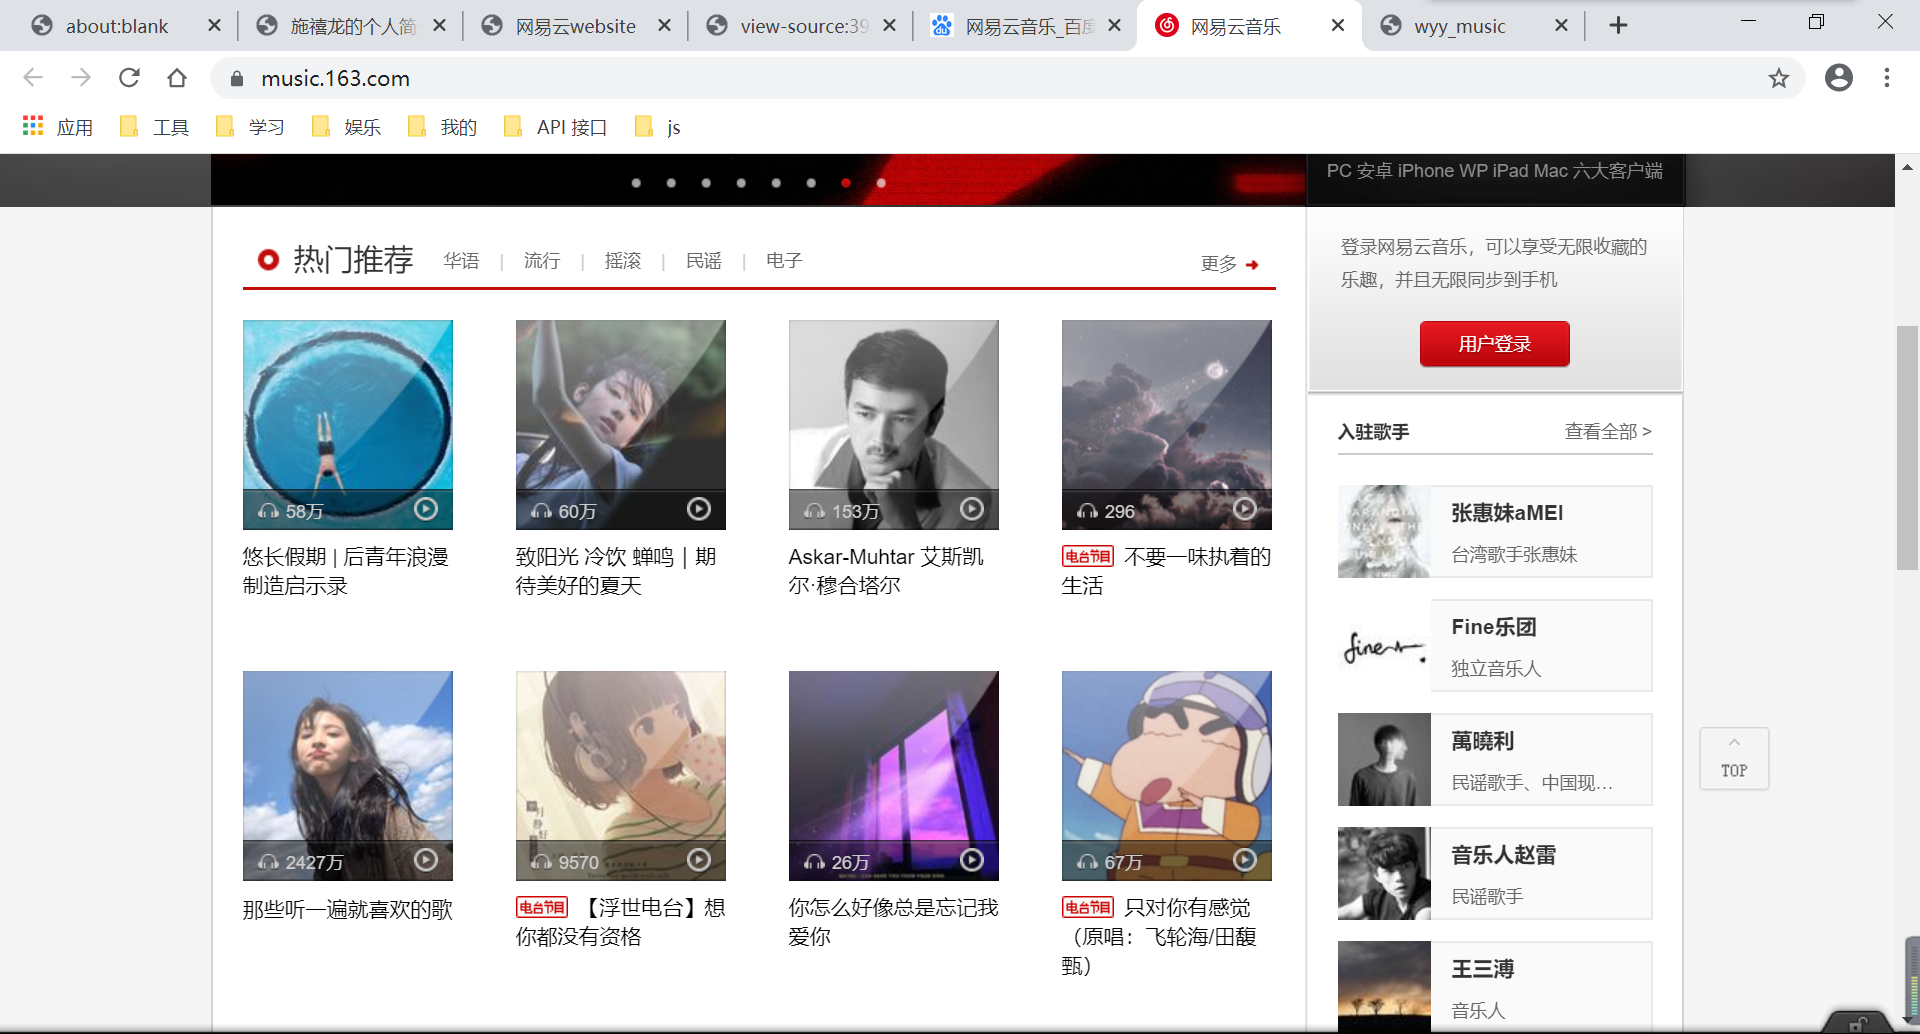 about:blank
施禧龙的个人简
网易云website
view-source:39
网易云音乐_百度
网易云音乐
wyy_music
music.163.com
应用
工具
学习
娱乐
我的
API 接口
js
PC 安卓 iPhone WP iPad Mac 六大客户端
热门推荐
华语 | 流行 | 摇滚 | 民谣 | 电子
更多
登录网易云音乐，可以享受无限收藏的
乐趣，并且无限同步到手机
用户登录
58万
60万
153万
296
悠长假期 | 后青年浪漫
制造启示录
致阳光 冷饮 蝉鸣｜期
待美好的夏天
Askar-Muhtar 艾斯凯
尔·穆合塔尔
电台节目 不要一味执着的
生活
2427万
9570
26万
67万
那些听一遍就喜欢的歌
电台节目 【浮世电台】想
你都没有资格
你怎么好像总是忘记我
爱你
电台节目 只对你有感觉
（原唱：飞轮海/田馥
甄）
入驻歌手
查看全部 >
张惠妹aMEI
台湾歌手张惠妹
fine
Fine乐团
独立音乐人
萬曉利
民谣歌手、中国现...
音乐人赵雷
民谣歌手
王三溥
音乐人
TOP